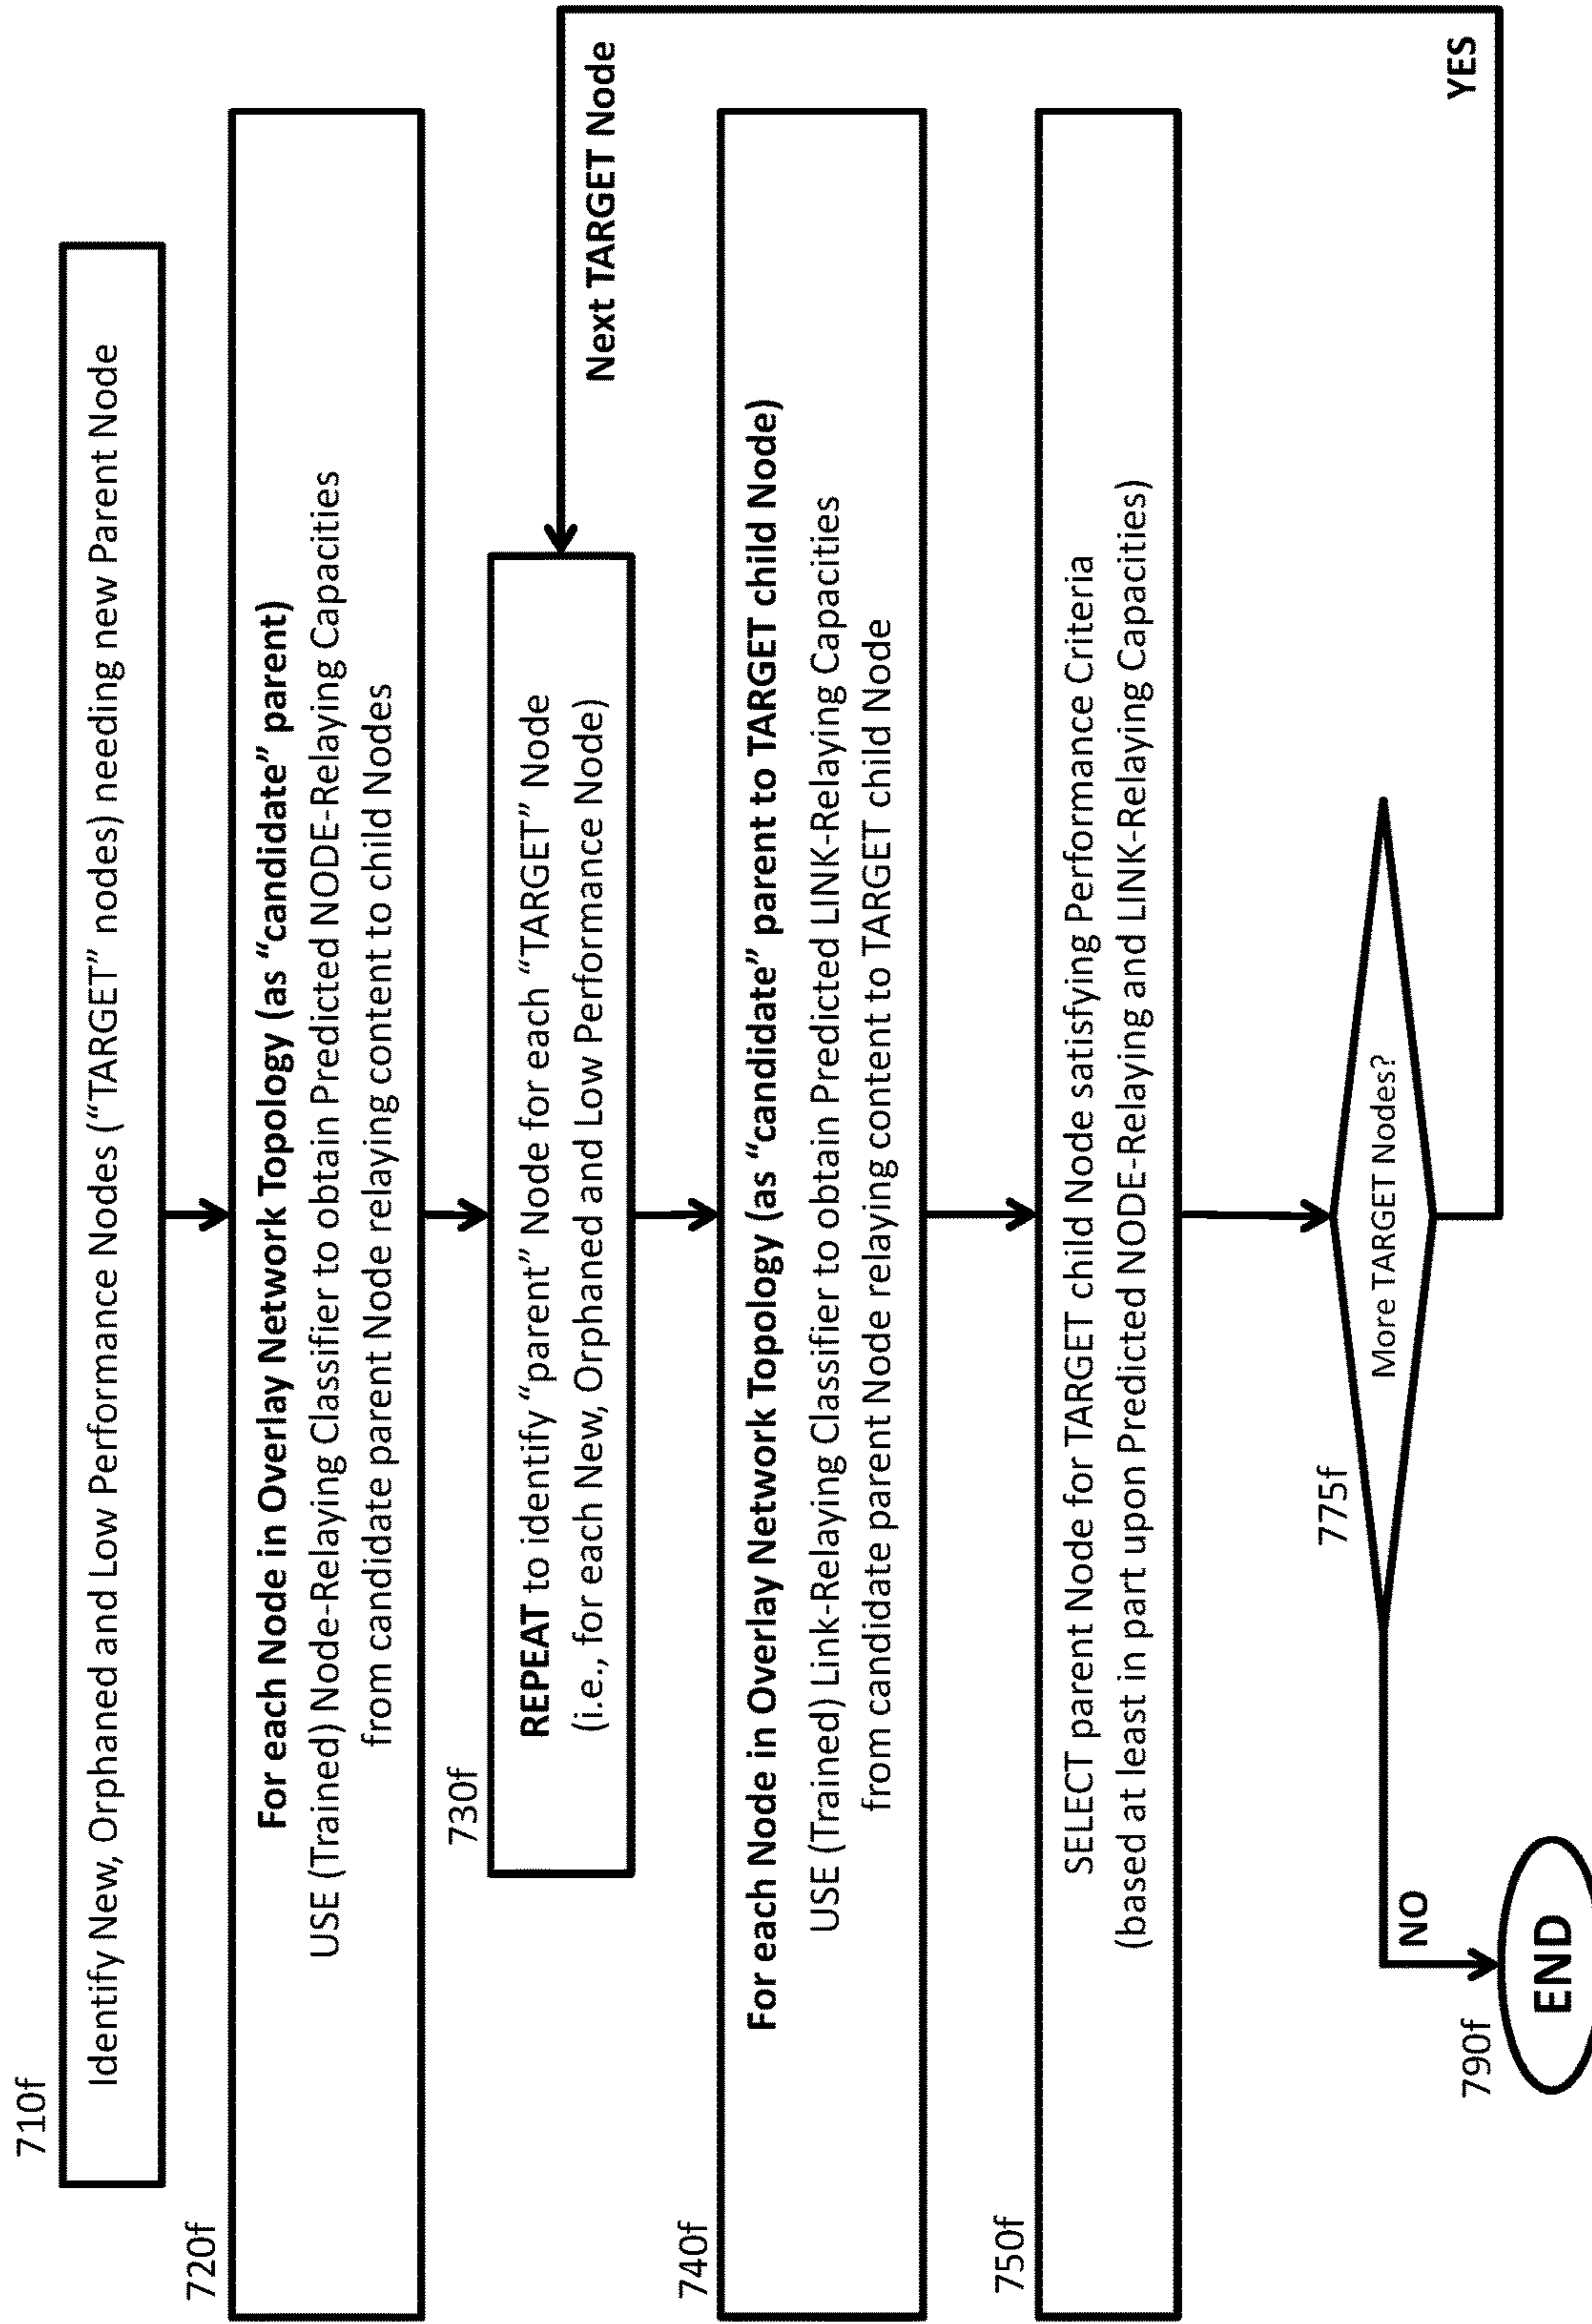 710f
Identify New, Orphaned and Low Performance Nodes (“TARGET” nodes) needing new Parent Node
720f
For each Node in Overlay Network Topology (as “candidate” parent)
USE (Trained) Node-Relaying Classifier to obtain Predicted NODE-Relaying Capacities
from candidate parent Node relaying content to child Nodes
730f
REPEAT to identify “parent” Node for each “TARGET” Node
(i.e., for each New, Orphaned and Low Performance Node)
Next TARGET Node
740f
For each Node in Overlay Network Topology (as “candidate” parent to TARGET child Node)
USE (Trained) Link-Relaying Classifier to obtain Predicted LINK-Relaying Capacities
from candidate parent Node relaying content to TARGET child Node
750f
SELECT parent Node for TARGET child Node satisfying Performance Criteria
(based at least in part upon Predicted NODE-Relaying and LINK-Relaying Capacities)
775f
More TARGET Nodes?
YES
NO
790f
END